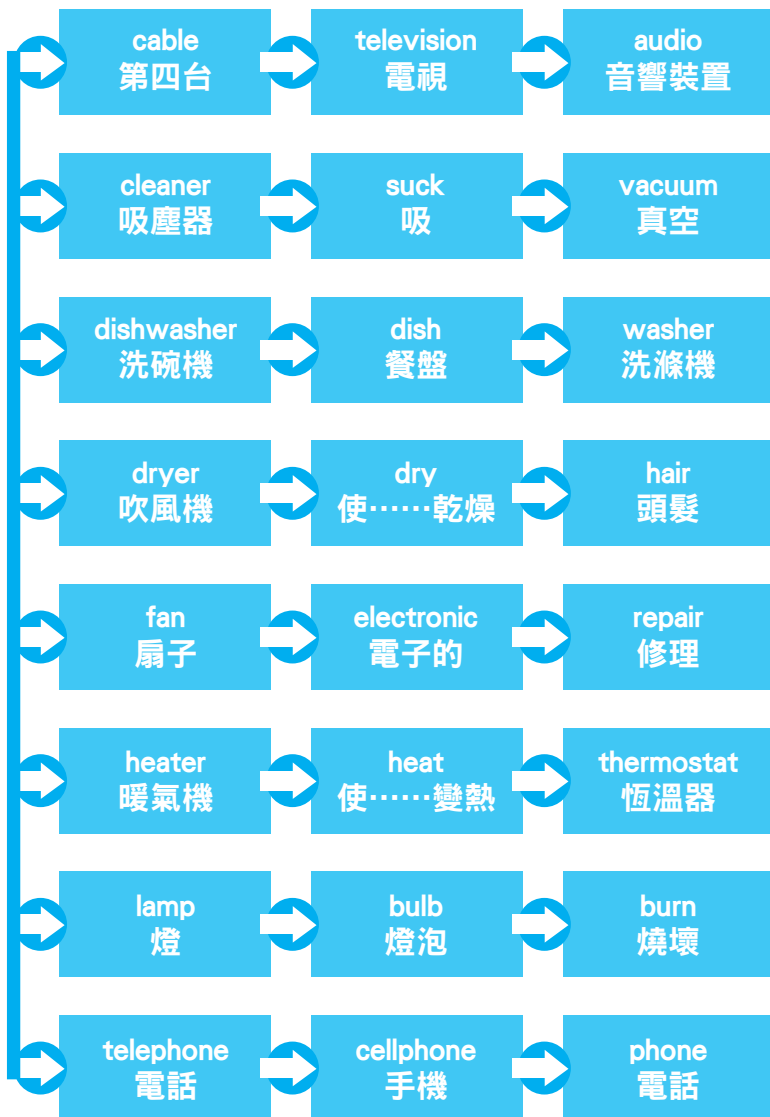 cable
第四台
television
電視
audio
音響裝置
cleaner
吸塵器
suck
吸
vacuum
真空
dishwasher
洗碗機
dish
餐盤
washer
洗滌機
dryer
吹風機
dry
使⋯⋯乾燥
hair
頭髮
fan
扇子
electronic
電子的
repair
修理
heater
暖氣機
heat
使⋯⋯變熱
thermostat
恆溫器
lamp
燈
bulb
燈泡
burn
燒壞
telephone
電話
cellphone
手機
phone
電話